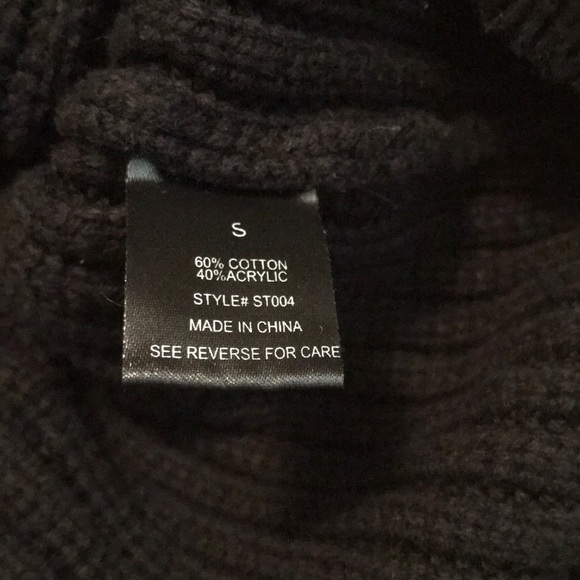 S
60% COTTON
40%ACRYLIC
STYLE# ST004
MADE IN CHINA
SEE REVERSE FOR CARE